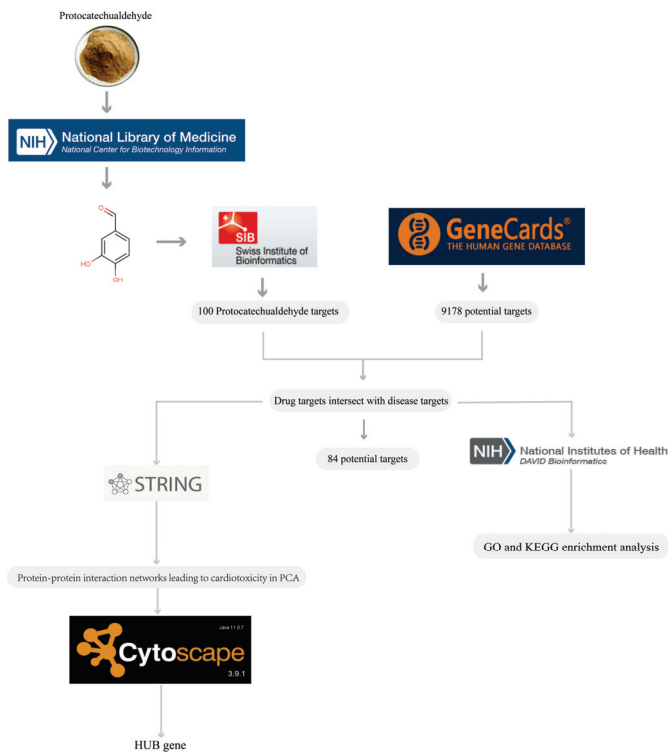 Protocatechualdehyde
NIH National Library of Medicine
National Center for Biotechnology Information
O
HO
OH
SIB
Swiss Institute of
Bioinformatics
GeneCards®
THE HUMAN GENE DATABASE
100 Protocatechualdehyde targets
9178 potential targets
Drug targets intersect with disease targets
84 potential targets
STRING
NIH National Institutes of Health
DAVID Bioinformatics
GO and KEGG enrichment analysis
Protein-protein interaction networks leading to cardiotoxicity in PCA
Java 11.0.7
Cytoscape
3.9.1
HUB gene